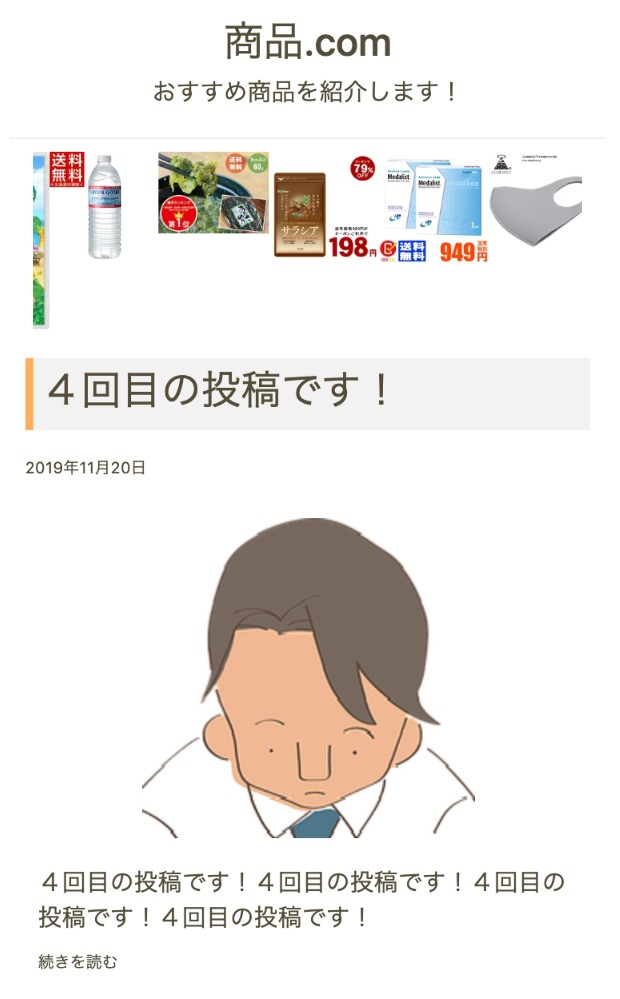 商品.com
おすすめ商品を紹介します！
送料
無料
送料
無料
60
第1位
サラシア
79%
OFF
198円
Medalist
Medalist
送料
無料
949円
４回目の投稿です！
2019年11月20日
４回目の投稿です！４回目の投稿です！４回目の
投稿です！４回目の投稿です！
続きを読む